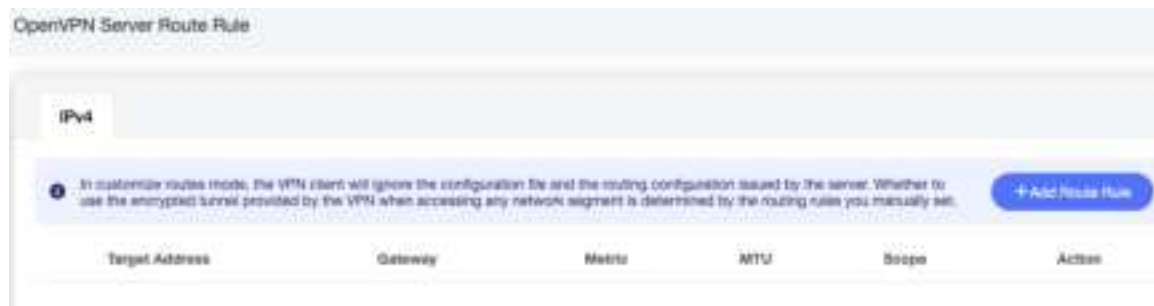 OpenVPN Server Route Rule
IPv4
In customize routes mode, the VPN client will ignore the configuration file and the routing configuration issued by the server. Whether to
use the encrypted tunnel provided by the VPN when accessing any network segment is determined by the routing rules you manually set.
+Add Route Rule
Target Address Gateway Metric MTU Scope Action